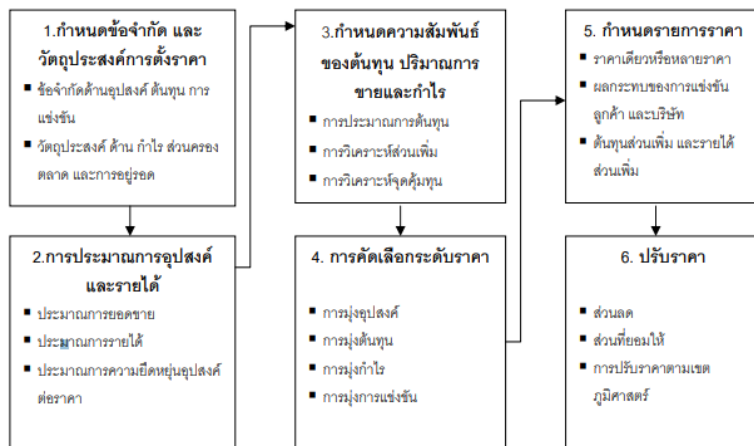 1.กำหนดข้อจำกัด และ
วัตถุประสงค์การตั้งราคา
▪ ข้อจำกัดด้านอุปสงค์ ต้นทุน การ
แข่งขัน
▪ วัตถุประสงค์ ด้าน กำไร ส่วนครอง
ตลาด และการอยู่รอด
2.การประมาณการอุปสงค์
และรายได้
▪ ประมาณการยอดขาย
▪ ประมาณการรายได้
▪ ประมาณการความยืดหยุ่นอุปสงค์
ต่อราคา
3.กำหนดความสัมพันธ์
ของต้นทุน ปริมาณการ
ขายและกำไร
▪ การประมาณการต้นทุน
▪ การวิเคราะห์ส่วนเพิ่ม
▪ การวิเคราะห์จุดคุ้มทุน
4. การคัดเลือกระดับราคา
▪ การมุ่งอุปสงค์
▪ การมุ่งต้นทุน
▪ การมุ่งกำไร
▪ การมุ่งการแข่งขัน
5. กำหนดรายการราคา
▪ ราคาเดียวหรือหลายราคา
▪ ผลกระทบของการแข่งขัน
ลูกค้า และบริษัท
▪ ต้นทุนส่วนเพิ่ม และรายได้
ส่วนเพิ่ม
6. ปรับราคา
▪ ส่วนลด
▪ ส่วนที่ยอมให้
▪ การปรับราคาตามเขต
ภูมิศาสตร์